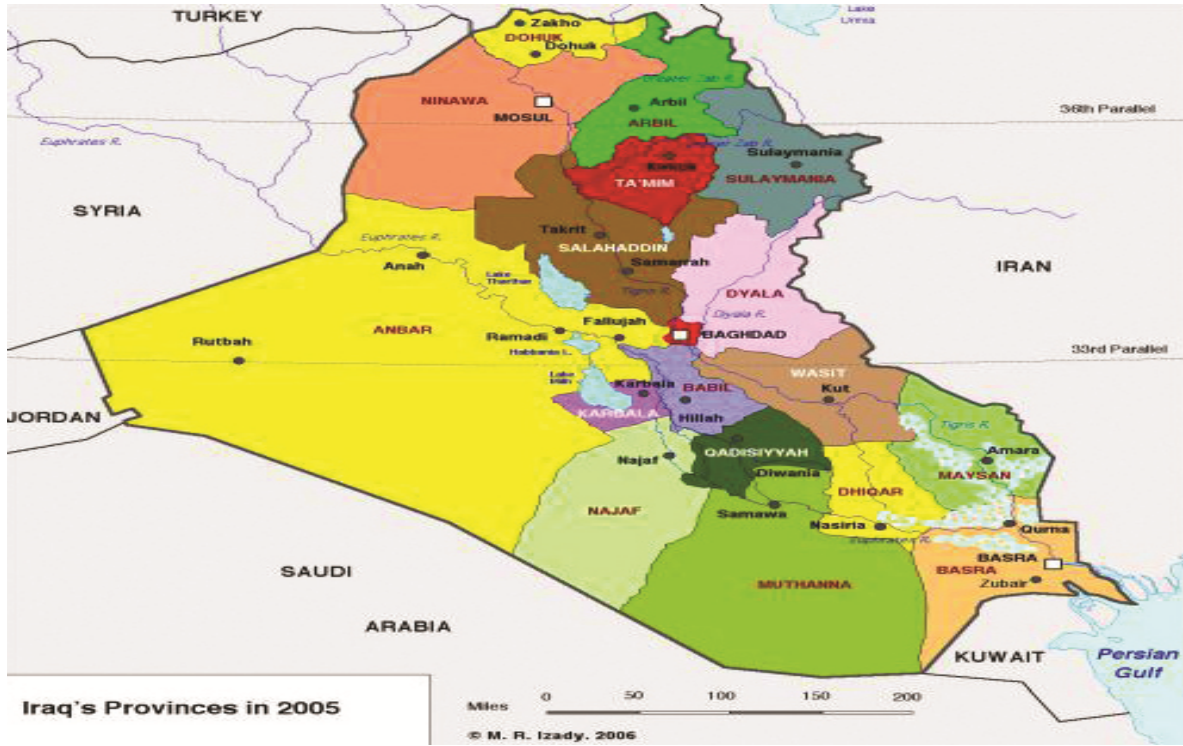 TURKEY
Lake
Urmia
Zakho
DOHUK
Dohuk
Greater Zab R.
NINAWA
MOSUL
Arbil
ARBIL
36th Parallel
Euphrates R.
Zab R.
Sulaymania
SULAYMANIA
Kirkuk
TA'MIM
SYRIA
Takrit
SALAHADDIN
Euphrates R.
Anah
Samarrah
IRAN
Lake
Tharthar
Tigris R.
DYALA
Diyala R.
ANBAR
Fallujah
Ramadi
BAGHDAD
Rutbah
Habbania L.
33rd Parallel
WASIT
Lake
Karbala
BABIL
Kut
JORDAN
KARBALA
Hillah
Tigris R.
QADISIYYAH
Najaf
Amara
Diwania
MAYSAN
DHIQAR
NAJAF
Samawa
Nasiria
Qurna
Euphrates R.
BASRA
SAUDI
BASRA
Zubair
MUTHANNA
ARABIA
KUWAIT
Persian
Gulf
Iraq's Provinces in 2005
0 50 100 150 200
Miles
© M. R. Izady. 2006